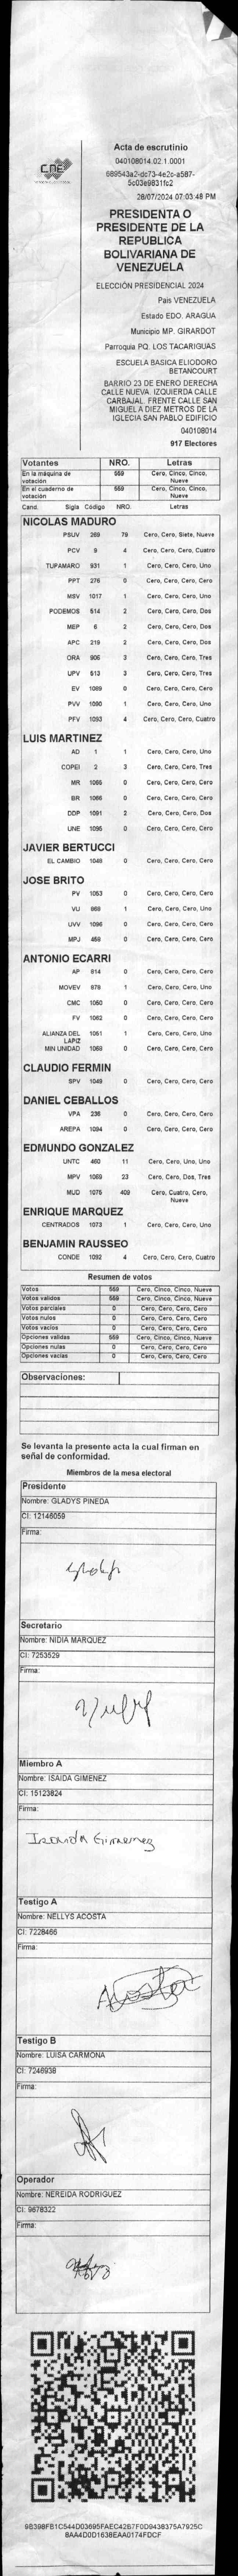 CNE
Acta de escrutinio
040108014.02.1.0001
669543a2-dc73-4e2c-a587-
5c03e9831fc2
28/07/2024 07:03:48 PM
PRESIDENTA O
PRESIDENTE DE LA
REPUBLICA
BOLIVARIANA DE
VENEZUELA
ELECCIÓN PRESIDENCIAL 2024
País VENEZUELA
Estado EDO. ARAGUA
Municipio MP. GIRARDOT
Parroquia PQ. LOS TACARIGUAS
ESCUELA BASICA ELIODORO
BETANCOURT
BARRIO 23 DE ENERO DERECHA
CALLE NUEVA. IZQUIERDA CALLE
CARBAJAL. FRENTE CALLE SAN
MIGUEL A DIEZ METROS DE LA
IGLECIA SAN PABLO EDIFICIO
040108014
917 Electores
Votantes NRO. Letras
En la máquina de votación 559 Cero, Cinco, Cinco, Nueve
En el cuaderno de votación 559 Cero, Cinco, Cinco, Nueve
Cand. Sigla Código NRO. Letras
NICOLAS MADURO
PSUV 269 79 Cero, Cero, Siete, Nueve
PCV 9 4 Cero, Cero, Cero, Cuatro
TUPAMARO 931 1 Cero, Cero, Cero, Uno
PPT 276 0 Cero, Cero, Cero, Cero
MSV 1017 1 Cero, Cero, Cero, Uno
PODEMOS 514 2 Cero, Cero, Cero, Dos
MEP 6 2 Cero, Cero, Cero, Dos
APC 219 2 Cero, Cero, Cero, Dos
ORA 906 3 Cero, Cero, Cero, Tres
UPV 513 3 Cero, Cero, Cero, Tres
EV 1089 0 Cero, Cero, Cero, Cero
PVV 1090 1 Cero, Cero, Cero, Uno
PFV 1093 4 Cero, Cero, Cero, Cuatro
LUIS MARTINEZ
AD 1 1 Cero, Cero, Cero, Uno
COPEI 2 3 Cero, Cero, Cero, Tres
MR 1065 0 Cero, Cero, Cero, Cero
BR 1066 0 Cero, Cero, Cero, Cero
DDP 1091 2 Cero, Cero, Cero, Dos
UNE 1095 0 Cero, Cero, Cero, Cero
JAVIER BERTUCCI
EL CAMBIO 1048 0 Cero, Cero, Cero, Cero
JOSE BRITO
PV 1053 0 Cero, Cero, Cero, Cero
VU 868 1 Cero, Cero, Cero, Uno
UVV 1096 0 Cero, Cero, Cero, Cero
MPJ 458 0 Cero, Cero, Cero, Cero
ANTONIO ECARRI
AP 814 0 Cero, Cero, Cero, Cero
MOVEV 878 1 Cero, Cero, Cero, Uno
CMC 1050 0 Cero, Cero, Cero, Cero
FV 1082 0 Cero, Cero, Cero, Cero
ALIANZA DEL LAPIZ 1051 1 Cero, Cero, Cero, Uno
MIN UNIDAD 1069 0 Cero, Cero, Cero, Cero
CLAUDIO FERMIN
SPV 1049 0 Cero, Cero, Cero, Cero
DANIEL CEBALLOS
VPA 236 0 Cero, Cero, Cero, Cero
AREPA 1094 0 Cero, Cero, Cero, Cero
EDMUNDO GONZALEZ
UNTC 460 11 Cero, Cero, Uno, Uno
MPV 1059 23 Cero, Cero, Dos, Tres
MUD 1075 409 Cero, Cuatro, Cero, Nueve
ENRIQUE MARQUEZ
CENTRADOS 1073 1 Cero, Cero, Cero, Uno
BENJAMIN RAUSSEO
CONDE 1092 4 Cero, Cero, Cero, Cuatro
Resumen de votos
Votos 559 Cero, Cinco, Cinco, Nueve
Votos validos 559 Cero, Cinco, Cinco, Nueve
Votos parciales 0 Cero, Cero, Cero, Cero
Votos nulos 0 Cero, Cero, Cero, Cero
Votos vacios 0 Cero, Cero, Cero, Cero
Opciones validas 559 Cero, Cinco, Cinco, Nueve
Opciones nulas 0 Cero, Cero, Cero, Cero
Opciones vacias 0 Cero, Cero, Cero, Cero
Observaciones:
Se levanta la presente acta la cual firman en
señal de conformidad.
Miembros de la mesa electoral
Presidente
Nombre: GLADYS PINEDA
CI: 12146059
Firma:
Secretario
Nombre: NIDIA MARQUEZ
CI: 7253529
Firma:
Miembro A
Nombre: ISAIDA GIMENEZ
CI: 15123824
Firma:
Isaida Gimenez
Testigo A
Nombre: NELLYS ACOSTA
CI: 7228466
Firma:
Acosta
Testigo B
Nombre: LUISA CARMONA
CI: 7246938
Firma:
Operador
Nombre: NEREIDA RODRIGUEZ
CI: 9678322
Firma: